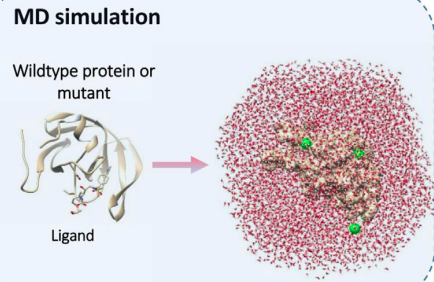 MD simulation
Wildtype protein or
mutant
Ligand